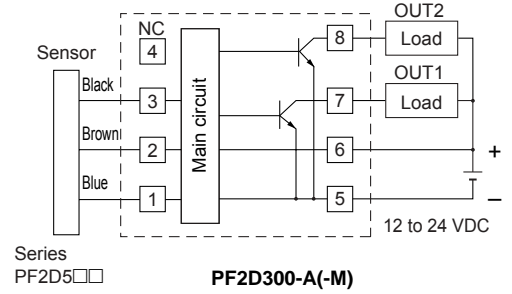 OUT2
NC
4
8
Load
Sensor
OUT1
Black
3
Main circuit
7
Load
Brown
2
6
+
Blue
1
5
−
12 to 24 VDC
Series
PF2D5□□
PF2D300-A(-M)